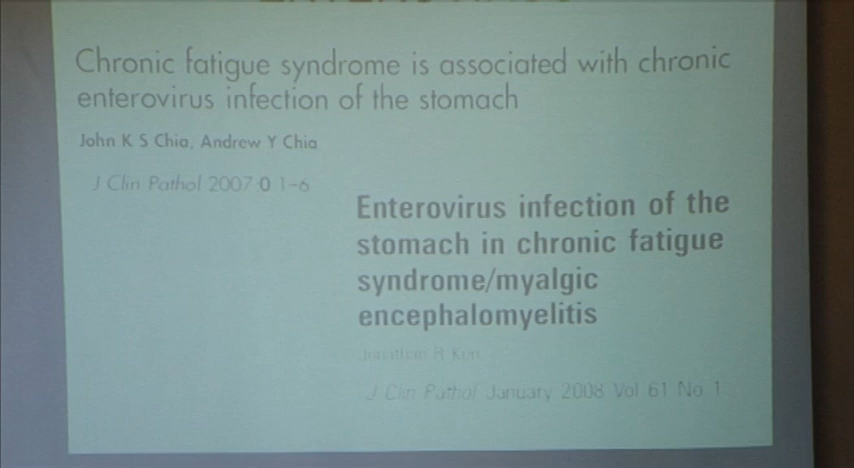 Chronic fatigue syndrome is associated with chronic
enterovirus infection of the stomach
John K S Chia, Andrew Y Chia
J Clin Pathol 2007 0 1-6
Enterovirus infection of the
stomach in chronic fatigue
syndrome/myalgic
encephalomyelitis
Jonathan R
J Clin Pathol January 2008 Vol 61 No 1